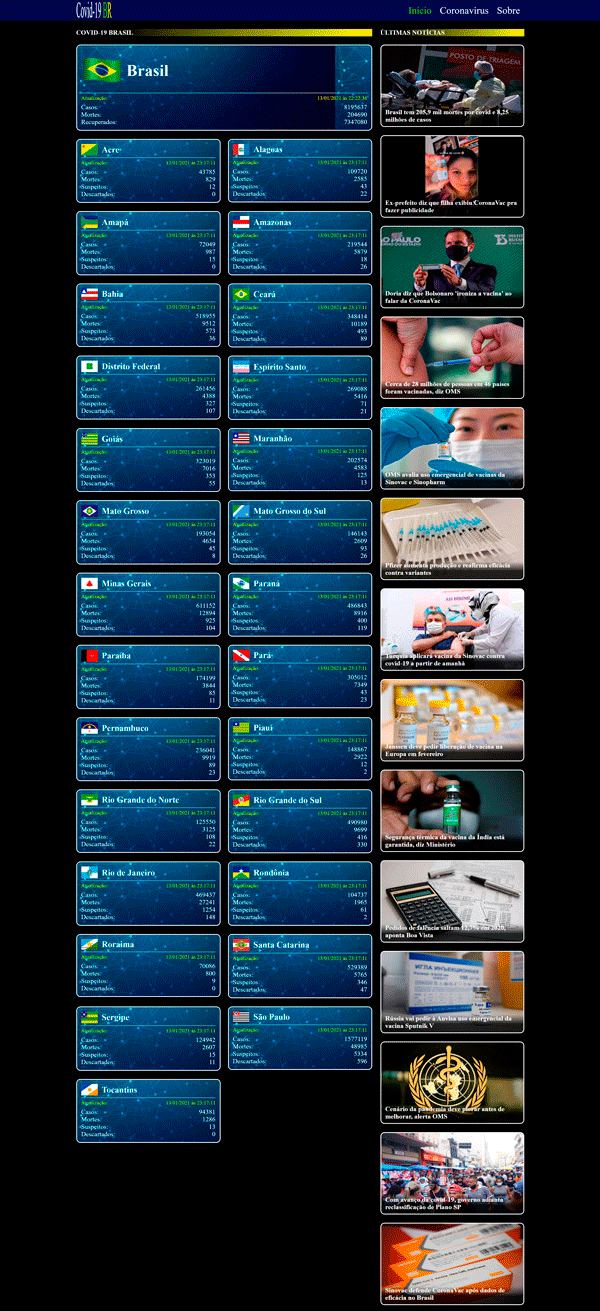 Covid-19 BR
Início Coronavírus Sobre
COVID-19 BRASIL
Brasil
Atualização: 13/01/2021 às 22:22:34
Casos: 8195637
Mortes: 204690
Recuperados: 7347080
Acre
Atualização: 13/01/2021 às 23:17:11
Casos: 43785
Mortes: 829
Suspeitos: 12
Descartados: 0
Alagoas
Atualização: 13/01/2021 às 23:17:11
Casos: 109720
Mortes: 2585
Suspeitos: 43
Descartados: 22
Amapá
Atualização: 13/01/2021 às 23:17:11
Casos: 72049
Mortes: 987
Suspeitos: 15
Descartados: 0
Amazonas
Atualização: 13/01/2021 às 23:17:11
Casos: 219544
Mortes: 5879
Suspeitos: 18
Descartados: 26
Bahia
Atualização: 13/01/2021 às 23:17:11
Casos: 518955
Mortes: 9512
Suspeitos: 573
Descartados: 36
Ceará
Atualização: 13/01/2021 às 23:17:11
Casos: 348414
Mortes: 10189
Suspeitos: 493
Descartados: 89
Distrito Federal
Atualização: 13/01/2021 às 23:17:11
Casos: 261456
Mortes: 4388
Suspeitos: 327
Descartados: 107
Espírito Santo
Atualização: 13/01/2021 às 23:17:11
Casos: 269088
Mortes: 5416
Suspeitos: 71
Descartados: 21
Goiás
Atualização: 13/01/2021 às 23:17:11
Casos: 323019
Mortes: 7016
Suspeitos: 353
Descartados: 55
Maranhão
Atualização: 13/01/2021 às 23:17:11
Casos: 202574
Mortes: 4583
Suspeitos: 125
Descartados: 13
Mato Grosso
Atualização: 13/01/2021 às 23:17:11
Casos: 193054
Mortes: 4654
Suspeitos: 45
Descartados: 8
Mato Grosso do Sul
Atualização: 13/01/2021 às 23:17:11
Casos: 146143
Mortes: 2609
Suspeitos: 93
Descartados: 26
Minas Gerais
Atualização: 13/01/2021 às 23:17:11
Casos: 611152
Mortes: 12894
Suspeitos: 925
Descartados: 104
Paraná
Atualização: 13/01/2021 às 23:17:11
Casos: 486843
Mortes: 8916
Suspeitos: 400
Descartados: 119
Paraíba
Atualização: 13/01/2021 às 23:17:11
Casos: 174199
Mortes: 3844
Suspeitos: 85
Descartados: 11
Pará
Atualização: 13/01/2021 às 23:17:11
Casos: 305012
Mortes: 7349
Suspeitos: 43
Descartados: 23
Pernambuco
Atualização: 13/01/2021 às 23:17:11
Casos: 236041
Mortes: 9919
Suspeitos: 89
Descartados: 23
Piauí
Atualização: 13/01/2021 às 23:17:11
Casos: 148867
Mortes: 2922
Suspeitos: 12
Descartados: 2
Rio Grande do Norte
Atualização: 13/01/2021 às 23:17:11
Casos: 125550
Mortes: 3125
Suspeitos: 108
Descartados: 22
Rio Grande do Sul
Atualização: 13/01/2021 às 23:17:11
Casos: 490980
Mortes: 9699
Suspeitos: 416
Descartados: 330
Rio de Janeiro
Atualização: 13/01/2021 às 23:17:11
Casos: 469437
Mortes: 27241
Suspeitos: 1254
Descartados: 148
Rondônia
Atualização: 13/01/2021 às 23:17:11
Casos: 104737
Mortes: 1965
Suspeitos: 61
Descartados: 2
Roraima
Atualização: 13/01/2021 às 23:17:11
Casos: 70086
Mortes: 800
Suspeitos: 9
Descartados: 0
Santa Catarina
Atualização: 13/01/2021 às 23:17:11
Casos: 529389
Mortes: 5765
Suspeitos: 346
Descartados: 47
Sergipe
Atualização: 13/01/2021 às 23:17:11
Casos: 124942
Mortes: 2607
Suspeitos: 15
Descartados: 11
São Paulo
Atualização: 13/01/2021 às 23:17:11
Casos: 1577119
Mortes: 48985
Suspeitos: 5334
Descartados: 596
Tocantins
Atualização: 13/01/2021 às 23:17:11
Casos: 94381
Mortes: 1286
Suspeitos: 13
Descartados: 0
ÚLTIMAS NOTÍCIAS
POSTO DE TRIAGEM
Brasil tem 205,9 mil mortes por covid e 8,25
milhões de casos
Ex-prefeito diz que filha exibiu CoronaVac pra
fazer publicidade
SÃO PAULO
Doria diz que Bolsonaro 'ironiza a vacina' ao
falar da CoronaVac
Cerca de 28 milhões de pessoas em 46 países
foram vacinadas, diz OMS
OMS avalia uso emergencial de vacinas da
Sinovac e Sinopharm
Pfizer aumenta produção e reafirma eficácia
contra variantes
Turquia aplicará vacina da Sinovac contra
covid-19 a partir de amanhã
Janssen deve pedir liberação de vacina na
Europa em fevereiro
Segurança térmica da vacina da Índia está
garantida, diz Ministério
Pedidos de falência saltam 12,7% em 2020,
aponta Boa Vista
Rússia vai pedir à Anvisa uso emergencial da
vacina Sputnik V
Cenário da pandemia deve piorar antes de
melhorar, alerta OMS
Com avanço da covid-19, governo adianta
reclassificação de Plano SP
Sinovac defende CoronaVac após dados de
eficácia no Brasil